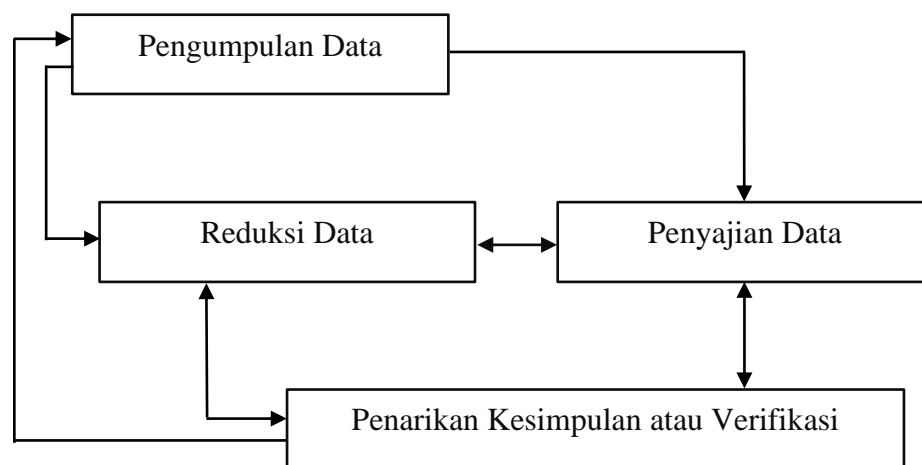 Pengumpulan Data
Reduksi Data
Penyajian Data
Penarikan Kesimpulan atau Verifikasi